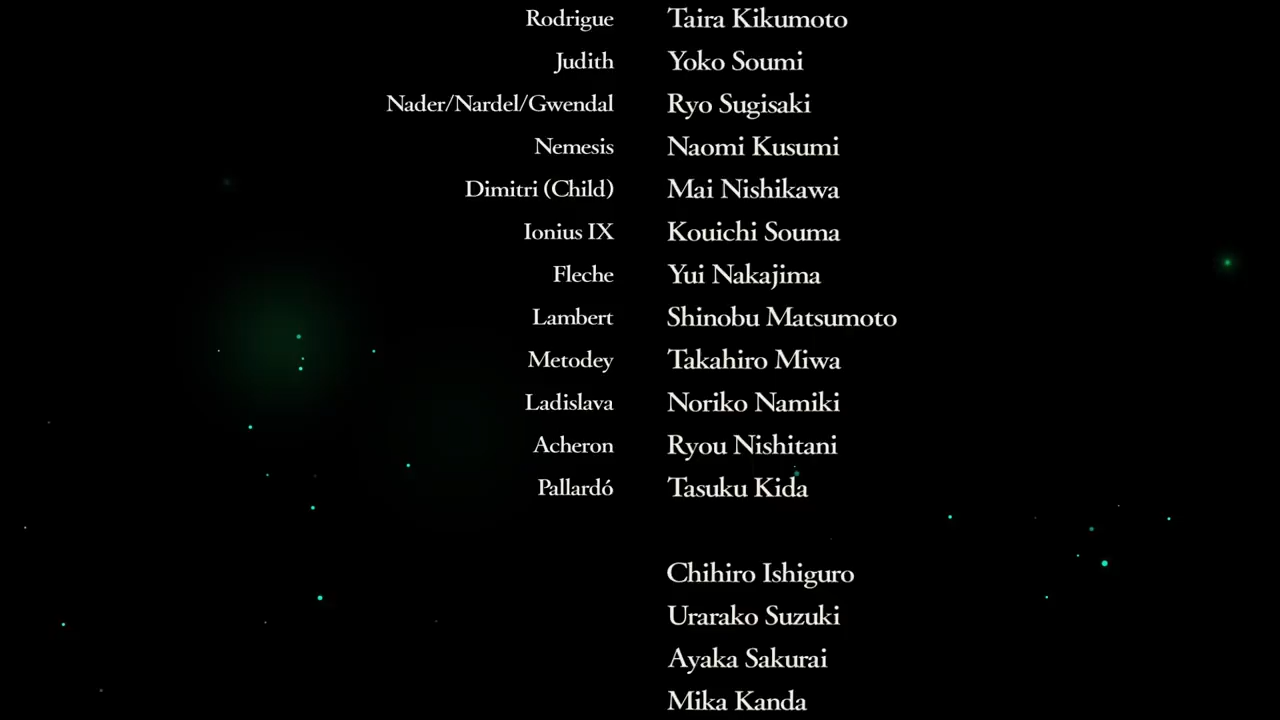 Rodrigue Taira Kikumoto
Judith Yoko Soumi
Nader/Nardel/Gwendal Ryo Sugisaki
Nemesis Naomi Kusumi
Dimitri (Child) Mai Nishikawa
Ionius IX Kouichi Souma
Fleche Yui Nakajima
Lambert Shinobu Matsumoto
Metodey Takahiro Miwa
Ladislava Noriko Namiki
Acheron Ryou Nishitani
Pallardó Tasuku Kida
Chihiro Ishiguro
Urarako Suzuki
Ayaka Sakurai
Mika Kanda